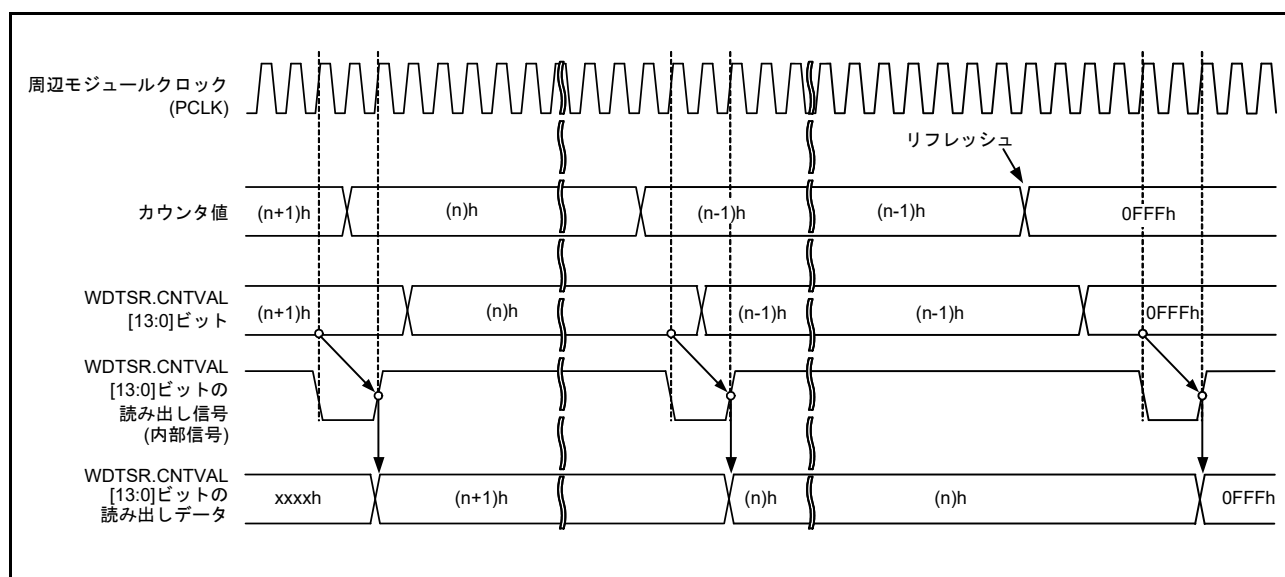 周辺モジュールクロック
(PCLK)
リフレッシュ
カウンタ値
(n+1)h
(n)h
(n-1)h
(n-1)h
0FFFh
WDTSR.CNTVAL
[13:0]ビット
(n+1)h
(n)h
(n-1)h
(n-1)h
0FFFh
WDTSR.CNTVAL
[13:0]ビットの
読み出し信号
(内部信号)
WDTSR.CNTVAL
[13:0]ビットの
読み出しデータ
xxxxh
(n+1)h
(n)h
(n)h
0FFFh